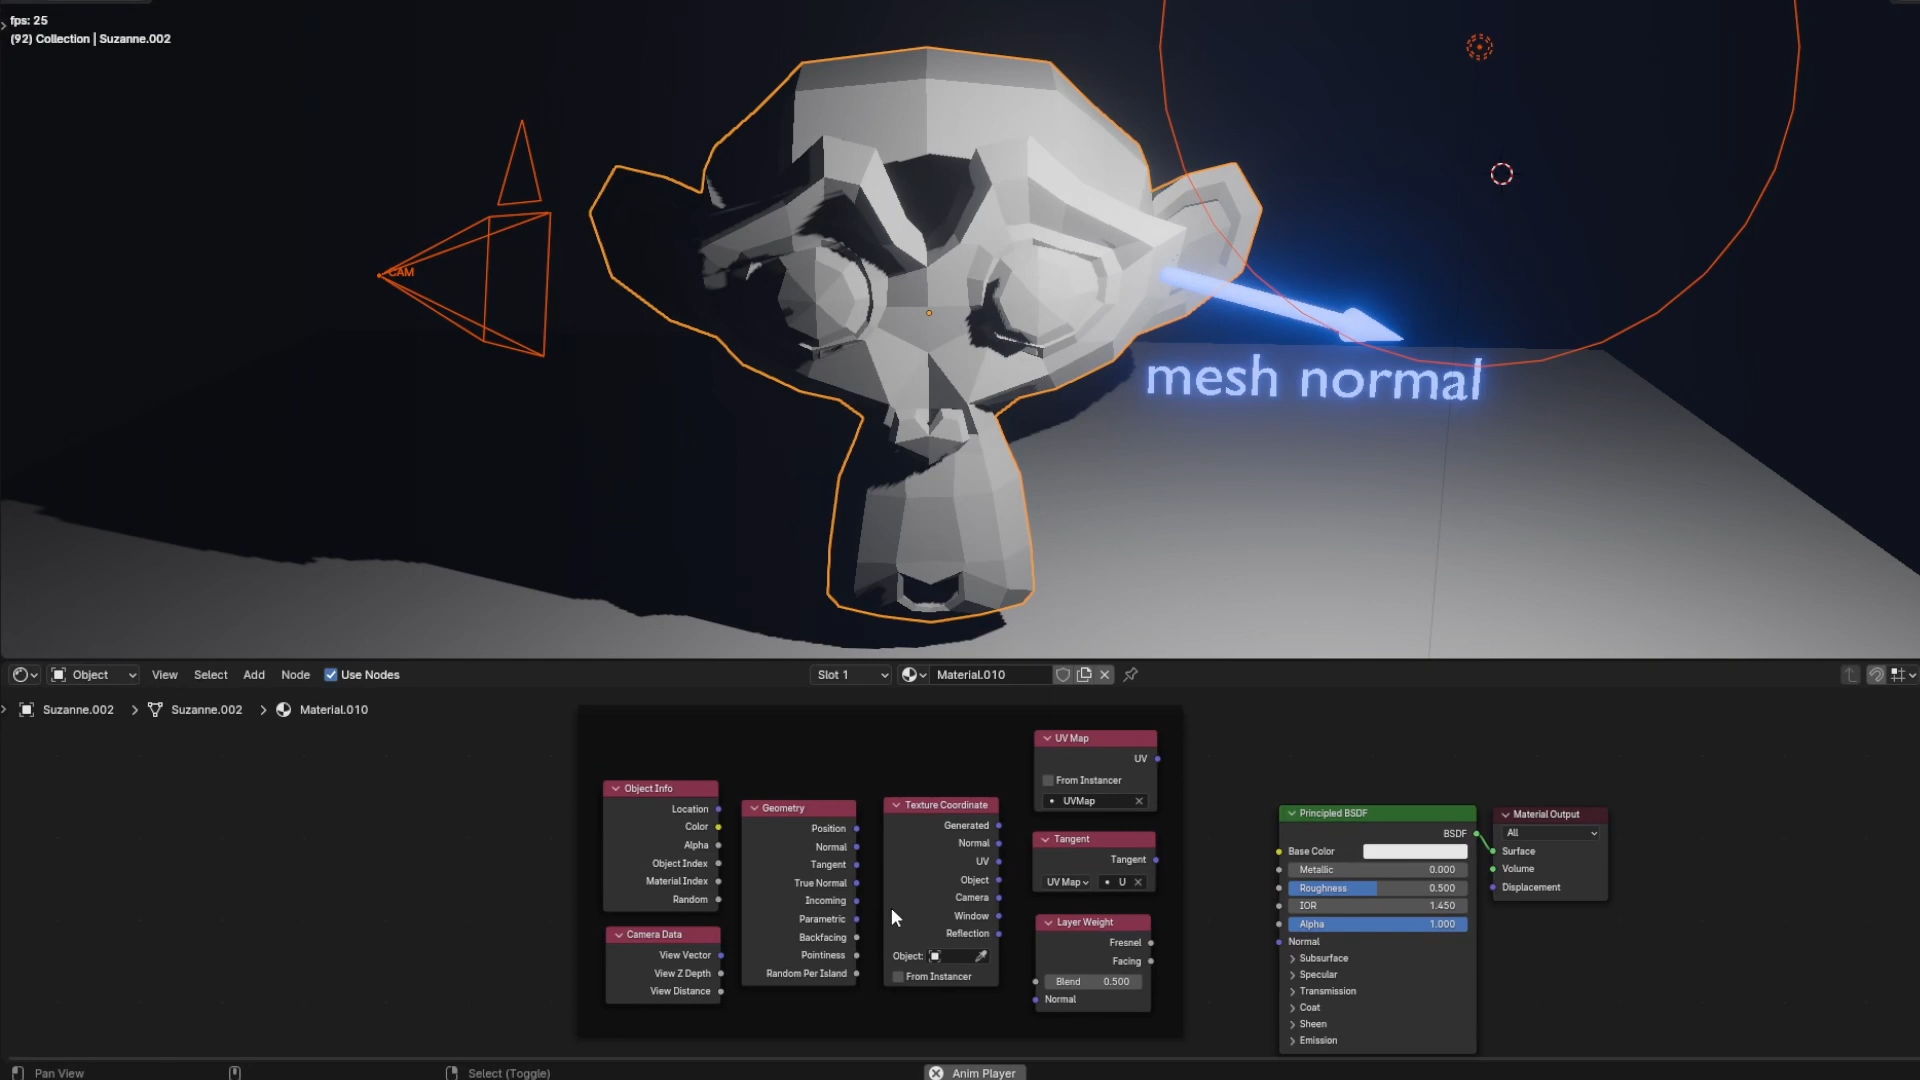 fps: 25
(92) Collection | Suzanne.002
CAM
mesh normal
Object View Select Add Node Use Nodes Slot 1 Material.010
Suzanne.002 Suzanne.002 Material.010
Object Info
Location
Color
Alpha
Object Index
Material Index
Random
Camera Data
View Vector
View Z Depth
View Distance
Geometry
Position
Normal
Tangent
True Normal
Incoming
Parametric
Backfacing
Pointiness
Random Per Island
Texture Coordinate
Generated
Normal
UV
Object
Camera
Window
Reflection
Object:
From Instancer
UV Map
UV
From Instancer
UVMap
Tangent
Tangent
UV Map U
Layer Weight
Fresnel
Facing
Blend 0.500
Normal
Principled BSDF
BSDF
Base Color
Metallic 0.000
Roughness 0.500
IOR 1.450
Alpha 1.000
Normal
Subsurface
Specular
Transmission
Coat
Sheen
Emission
Material Output
All
Surface
Volume
Displacement
Pan View Select (Toggle) Anim Player